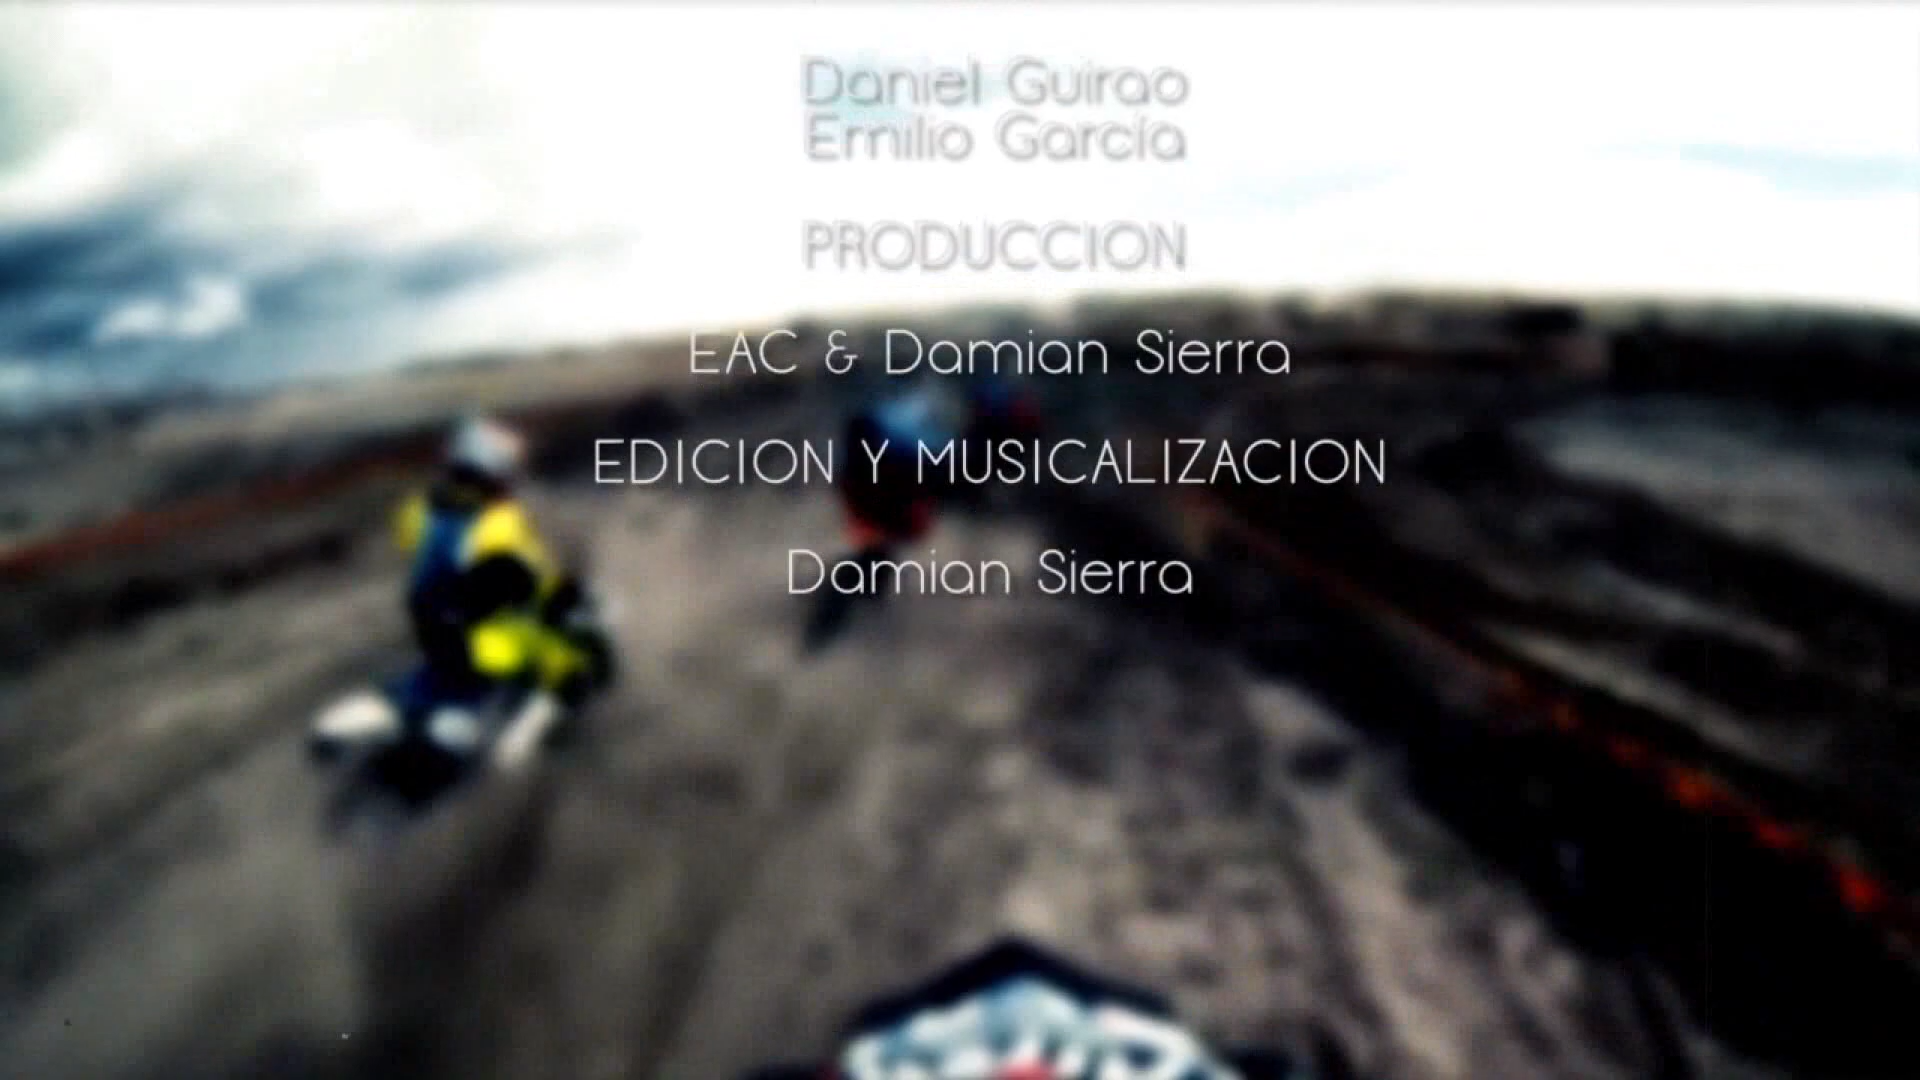 Daniel Guirao
Emilio García
PRODUCCION
EAC & Damian Sierra
EDICION Y MUSICALIZACION
Damian Sierra